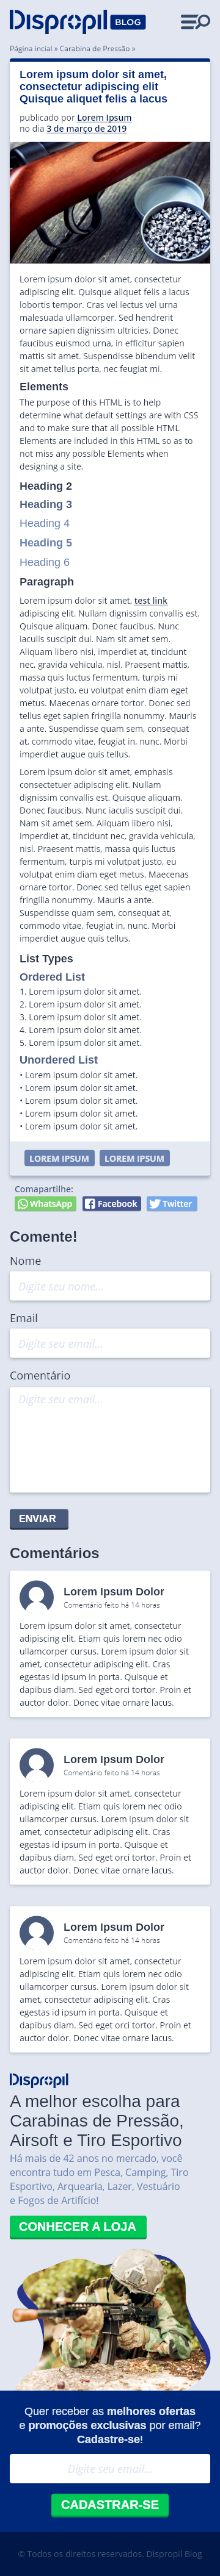 Dispropil BLOG
Página incial » Carabina de Pressão »
Lorem ipsum dolor sit amet,
consectetur adipiscing elit
Quisque aliquet felis a lacus
publicado por Lorem Ipsum
no dia 3 de março de 2019
Lorem ipsum dolor sit amet, consectetur
adipiscing elit. Quisque aliquet felis a lacus
lobortis tempor. Cras vel lectus vel urna
malesuada ullamcorper. Sed hendrerit
ornare sapien dignissim ultricies. Donec
faucibus euismod urna, in efficitur sapien
mattis sit amet. Suspendisse bibendum velit
sit amet tellus porta, nec feugiat mi.
Elements
The purpose of this HTML is to help
determine what default settings are with CSS
and to make sure that all possible HTML
Elements are included in this HTML so as to
not miss any possible Elements when
designing a site.
Heading 2
Heading 3
Heading 4
Heading 5
Heading 6
Paragraph
Lorem ipsum dolor sit amet, test link
adipiscing elit. Nullam dignissim convallis est.
Quisque aliquam. Donec faucibus. Nunc
iaculis suscipit dui. Nam sit amet sem.
Aliquam libero nisi, imperdiet at, tincidunt
nec, gravida vehicula, nisl. Praesent mattis,
massa quis luctus fermentum, turpis mi
volutpat justo, eu volutpat enim diam eget
metus. Maecenas ornare tortor. Donec sed
tellus eget sapien fringilla nonummy. Mauris
a ante. Suspendisse quam sem, consequat
at, commodo vitae, feugiat in, nunc. Morbi
imperdiet augue quis tellus.
Lorem ipsum dolor sit amet, emphasis
consectetuer adipiscing elit. Nullam
dignissim convallis est. Quisque aliquam.
Donec faucibus. Nunc iaculis suscipit dui.
Nam sit amet sem. Aliquam libero nisi,
imperdiet at, tincidunt nec, gravida vehicula,
nisl. Praesent mattis, massa quis luctus
fermentum, turpis mi volutpat justo, eu
volutpat enim diam eget metus. Maecenas
ornare tortor. Donec sed tellus eget sapien
fringilla nonummy. Mauris a ante.
Suspendisse quam sem, consequat at,
commodo vitae, feugiat in, nunc. Morbi
imperdiet augue quis tellus.
List Types
Ordered List
1. Lorem ipsum dolor sit amet.
2. Lorem ipsum dolor sit amet.
3. Lorem ipsum dolor sit amet.
4. Lorem ipsum dolor sit amet.
5. Lorem ipsum dolor sit amet.
Unordered List
• Lorem ipsum dolor sit amet.
• Lorem ipsum dolor sit amet.
• Lorem ipsum dolor sit amet.
• Lorem ipsum dolor sit amet.
• Lorem ipsum dolor sit amet.
LOREM IPSUM LOREM IPSUM
Compartilhe:
WhatsApp Facebook Twitter
Comente!
Nome
Digite seu nome...
Email
Digite seu email...
Comentário
Digite seu email...
ENVIAR
Comentários
Lorem Ipsum Dolor
Comentário feito há 14 horas
Lorem ipsum dolor sit amet, consectetur
adipiscing elit. Etiam quis lorem nec odio
ullamcorper cursus. Lorem ipsum dolor sit
amet, consectetur adipiscing elit. Cras
egestas id ipsum in porta. Quisque et
dapibus diam. Sed eget orci tortor. Proin et
auctor dolor. Donec vitae ornare lacus.
Lorem Ipsum Dolor
Comentário feito há 14 horas
Lorem ipsum dolor sit amet, consectetur
adipiscing elit. Etiam quis lorem nec odio
ullamcorper cursus. Lorem ipsum dolor sit
amet, consectetur adipiscing elit. Cras
egestas id ipsum in porta. Quisque et
dapibus diam. Sed eget orci tortor. Proin et
auctor dolor. Donec vitae ornare lacus.
Lorem Ipsum Dolor
Comentário feito há 14 horas
Lorem ipsum dolor sit amet, consectetur
adipiscing elit. Etiam quis lorem nec odio
ullamcorper cursus. Lorem ipsum dolor sit
amet, consectetur adipiscing elit. Cras
egestas id ipsum in porta. Quisque et
dapibus diam. Sed eget orci tortor. Proin et
auctor dolor. Donec vitae ornare lacus.
Dispropil
A melhor escolha para
Carabinas de Pressão,
Airsoft e Tiro Esportivo
Há mais de 42 anos no mercado, você
encontra tudo em Pesca, Camping, Tiro
Esportivo, Arquearia, Lazer, Vestuário
e Fogos de Artifício!
CONHECER A LOJA
Quer receber as melhores ofertas
e promoções exclusivas por email?
Cadastre-se!
Digite seu email...
CADASTRAR-SE
© Todos os direitos reservados. Dispropil Blog